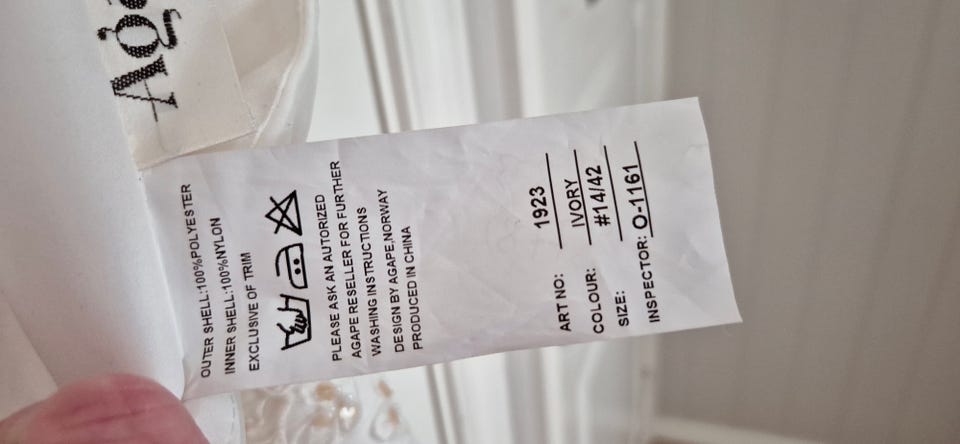 Aga
OUTER SHELL:100%POLYESTER
INNER SHELL:100%NYLON
EXCLUSIVE OF TRIM
PLEASE ASK AN AUTORIZED
AGAPE RESELLER FOR FURTHER
WASHING INSTRUCTIONS
DESIGN BY AGAPE,NORWAY
PRODUCED IN CHINA
ART NO: 1923
COLOUR: IVORY
SIZE: #14/42
INSPECTOR: O-1161